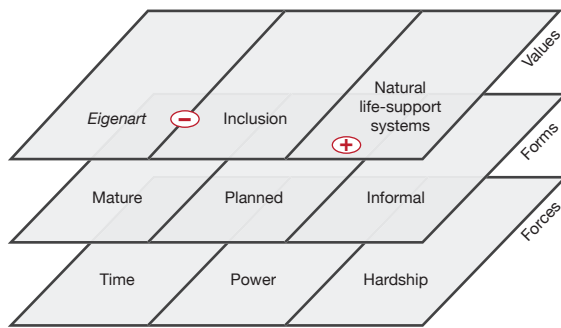 Values
Eigenart
−
Inclusion
Natural
life-support
systems
+
Forms
Mature
Planned
Informal
Forces
Time
Power
Hardship